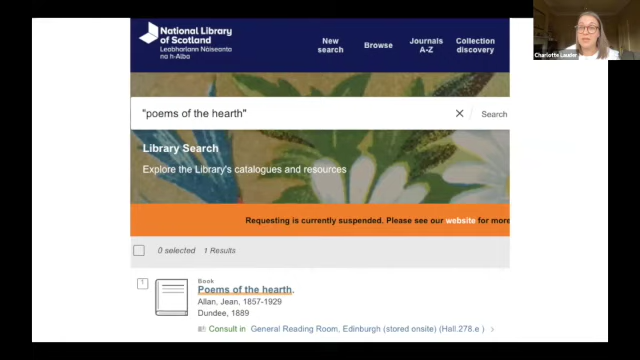 National Library
of Scotland
Leabharlann Nàiseanta
na h-Alba
New
search
Browse
Journals
A-Z
Collection
discovery
Charlotte Lauder
"poems of the hearth"
Search
Library Search
Explore the Library's catalogues and resources
Requesting is currently suspended. Please see our website for more
0 selected 1 Results
1
Book
Poems of the hearth.
Allan, Jean, 1857-1929
Dundee, 1889
Consult in General Reading Room, Edinburgh (stored onsite) (Hall.278.e )